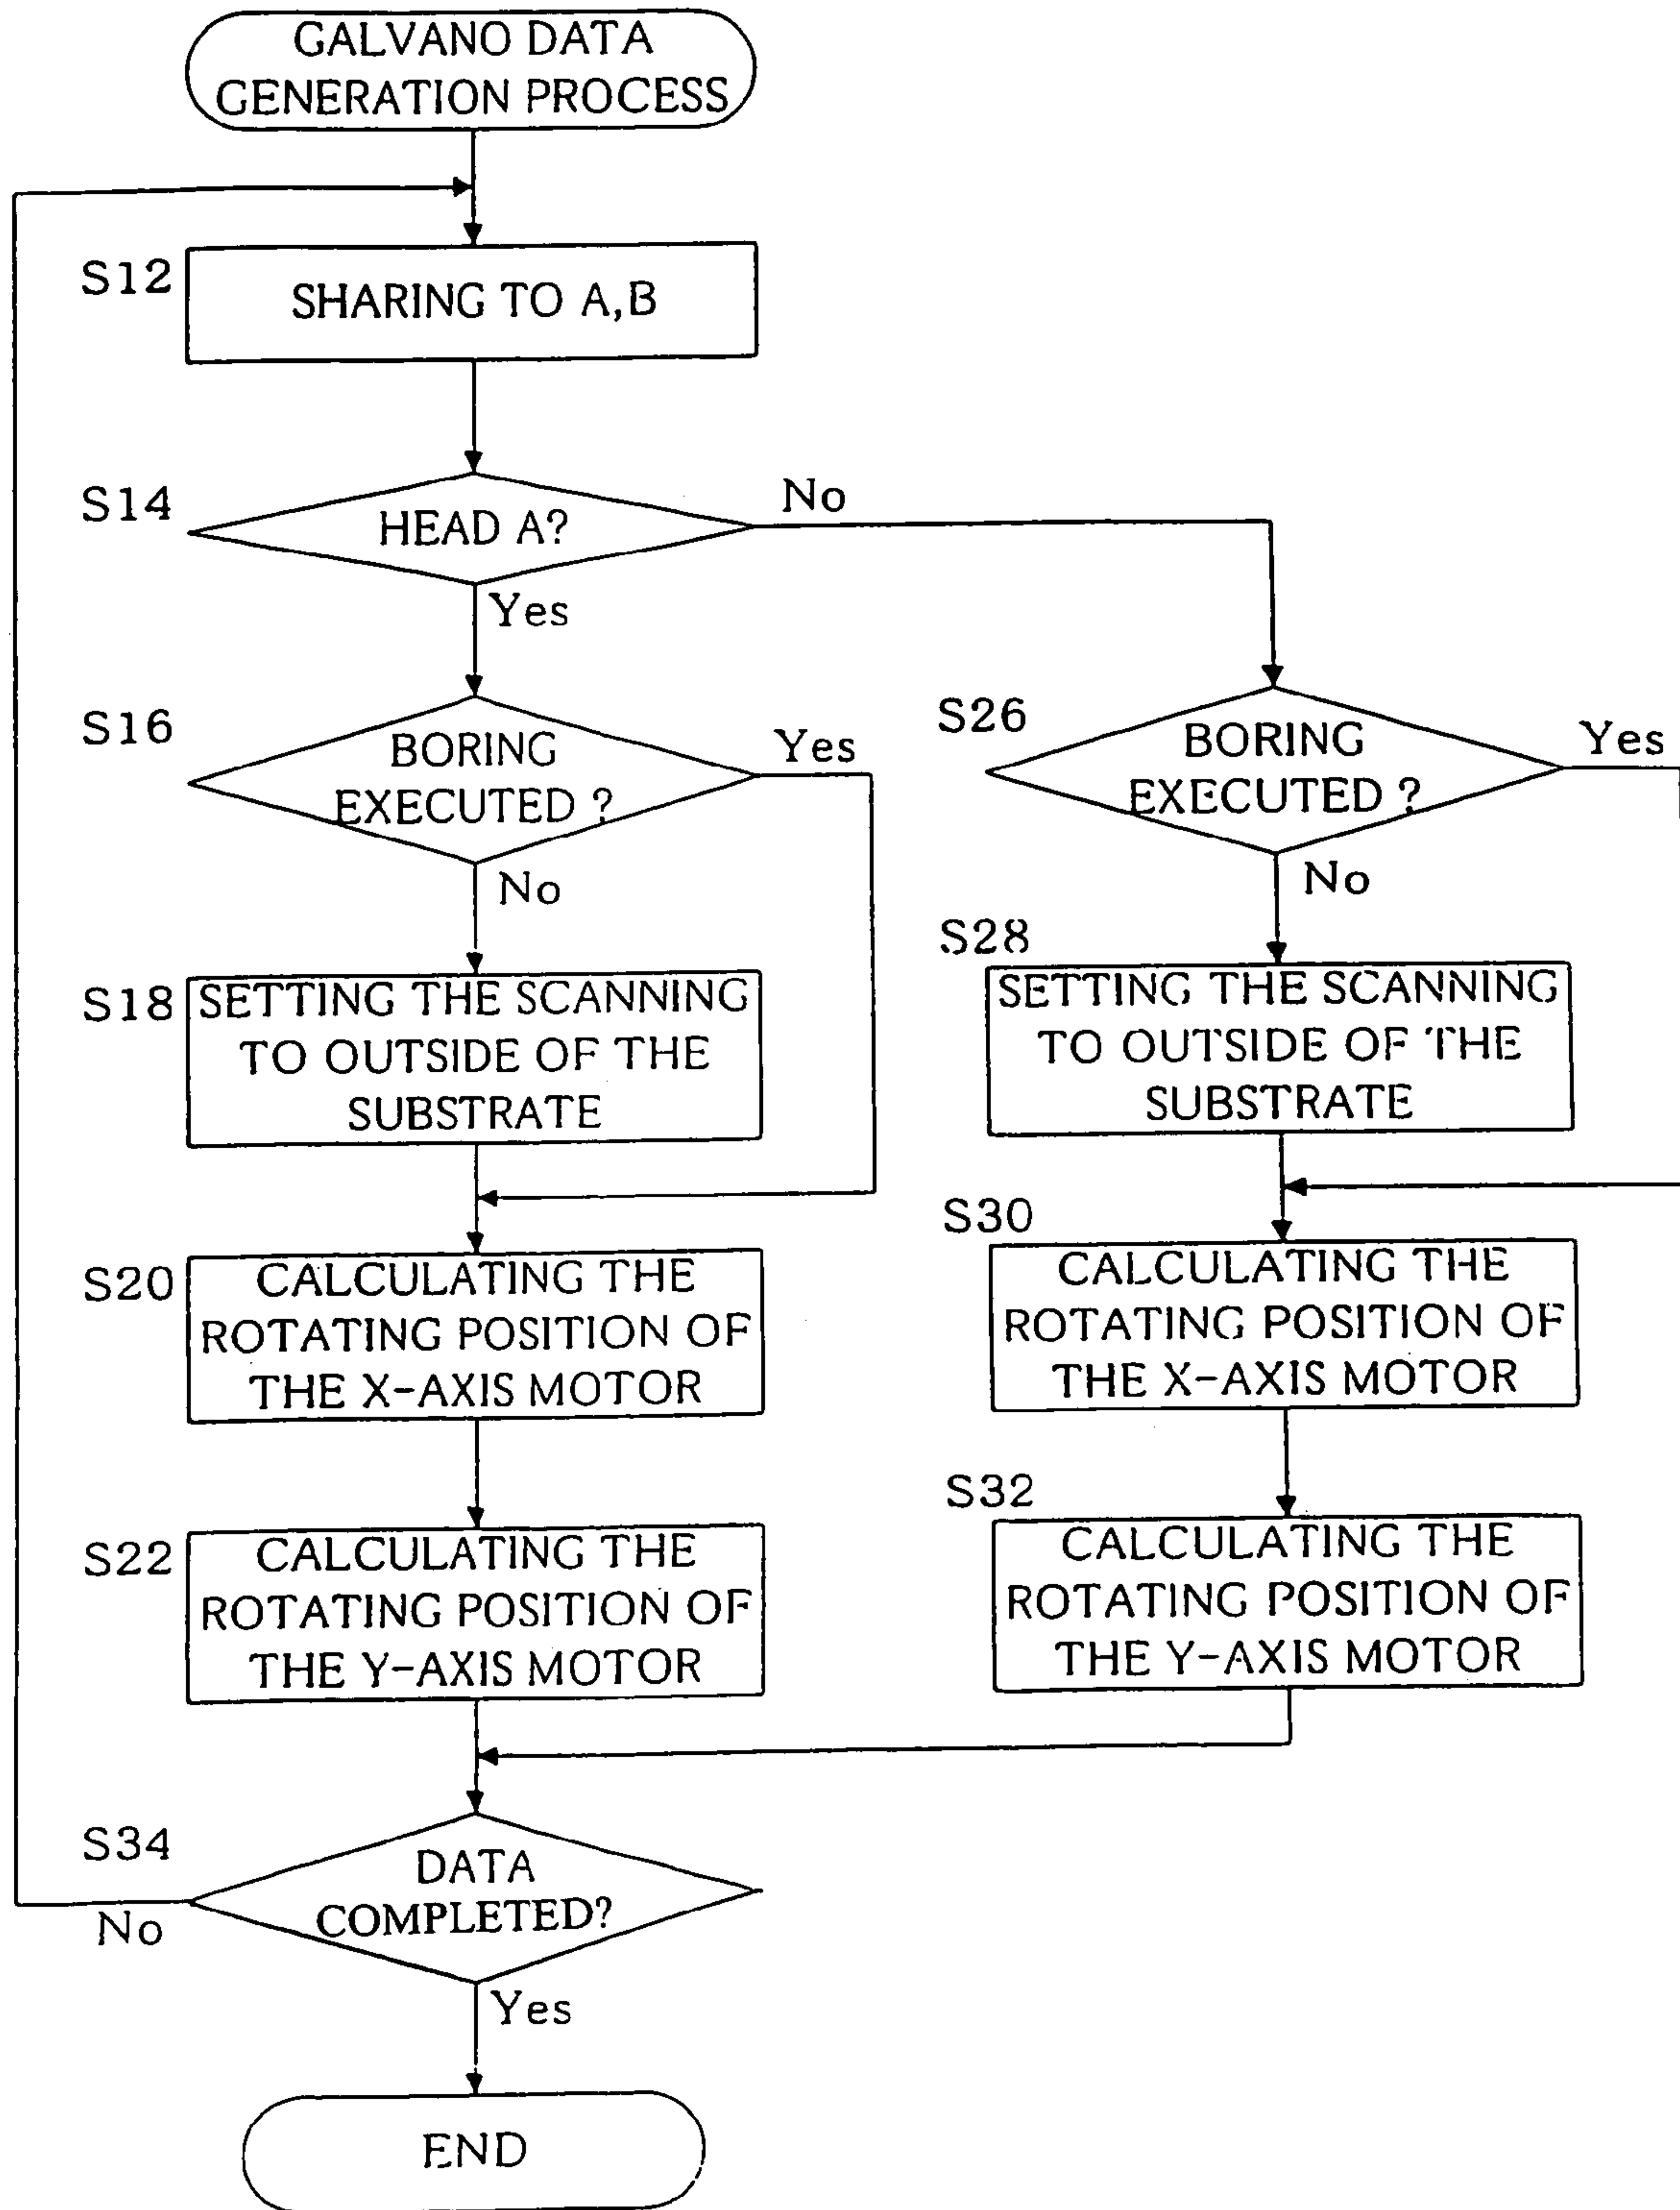 GALVANO DATA
GENERATION PROCESS
S12
SHARING TO A,B
S14
HEAD A?
No
Yes
S16
BORING
EXECUTED ?
Yes
No
S18
SETTING THE SCANNING
TO OUTSIDE OF THE
SUBSTRATE
S20
CALCULATING THE
ROTATING POSITION OF
THE X-AXIS MOTOR
S22
CALCULATING THE
ROTATING POSITION OF
THE Y-AXIS MOTOR
S26
BORING
EXECUTED ?
Yes
No
S28
SETTING THE SCANNING
TO OUTSIDE OF THE
SUBSTRATE
S30
CALCULATING THE
ROTATING POSITION OF
THE X-AXIS MOTOR
S32
CALCULATING THE
ROTATING POSITION OF
THE Y-AXIS MOTOR
S34
DATA
COMPLETED?
No
Yes
END